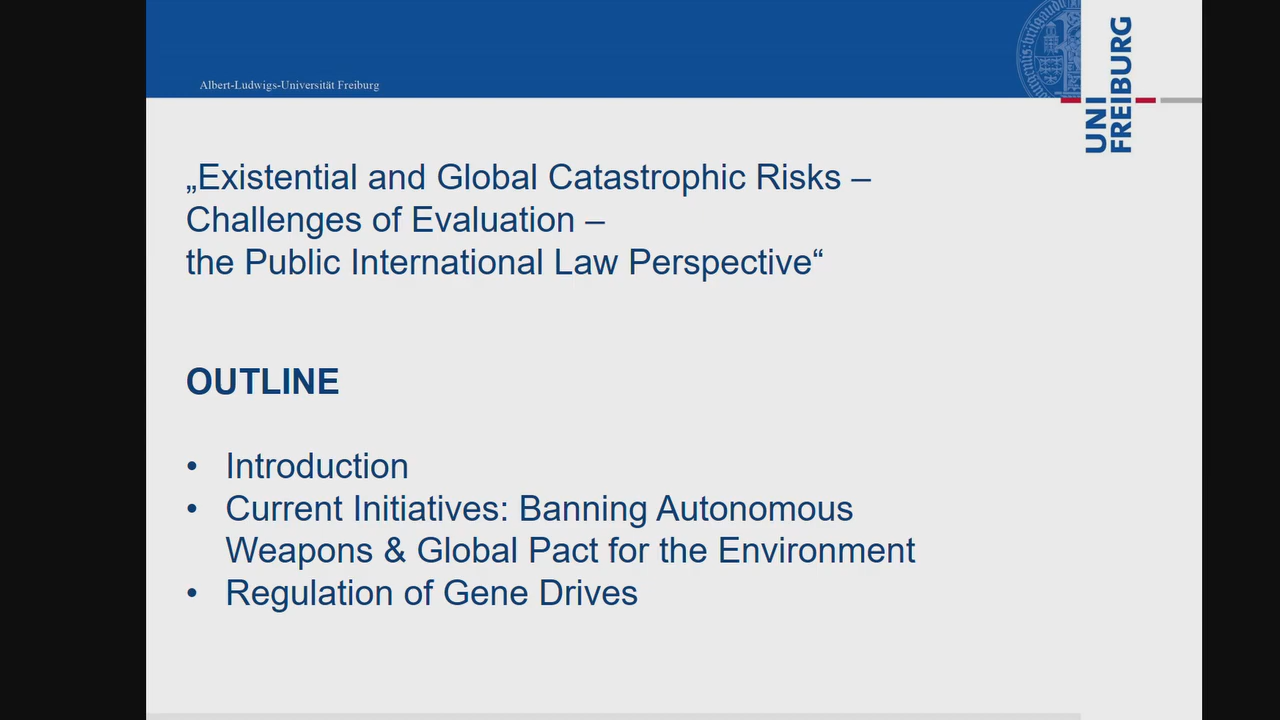 Albert-Ludwigs-Universität Freiburg
UNI
FREIBURG
„Existential and Global Catastrophic Risks –
Challenges of Evaluation –
the Public International Law Perspective“
OUTLINE
• Introduction
• Current Initiatives: Banning Autonomous
Weapons & Global Pact for the Environment
• Regulation of Gene Drives